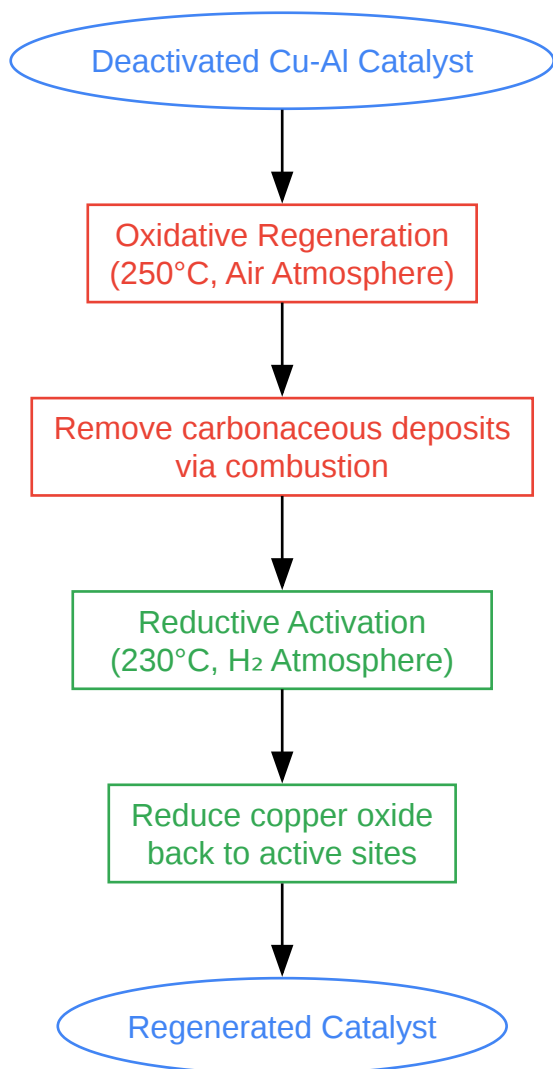 Deactivated Cu-Al Catalyst
Oxidative Regeneration
(250°C, Air Atmosphere)
Remove carbonaceous deposits
via combustion
Reductive Activation
(230°C, H₂ Atmosphere)
Reduce copper oxide
back to active sites
Regenerated Catalyst